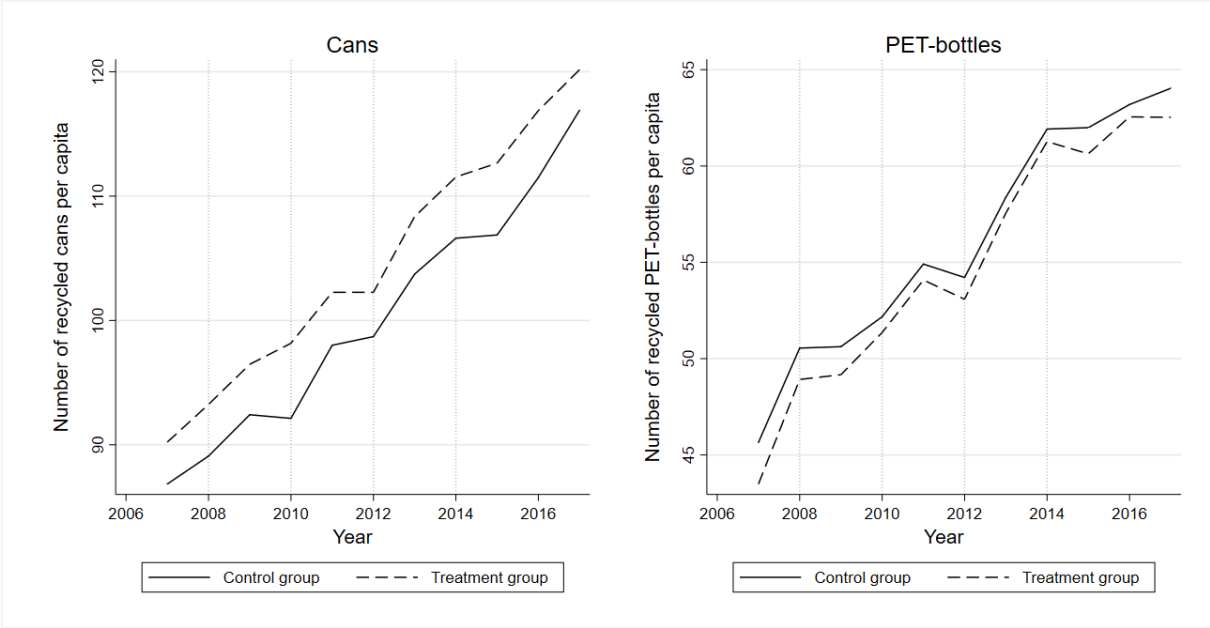 Cans
Number of recycled cans per capita
120
110
100
90
2006 2008 2010 2012 2014 2016
Year
Control group Treatment group
PET-bottles
Number of recycled PET-bottles per capita
65
60
55
50
45
2006 2008 2010 2012 2014 2016
Year
Control group Treatment group